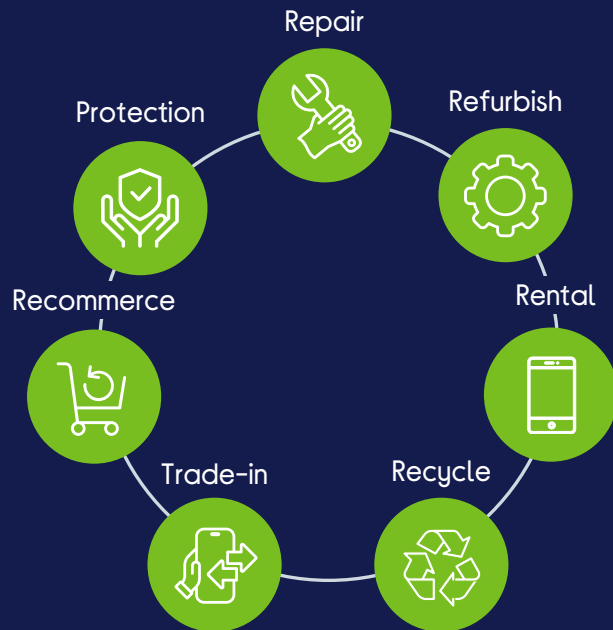 Repair
Protection
Refurbish
Recommerce
Rental
Trade-in
Recycle